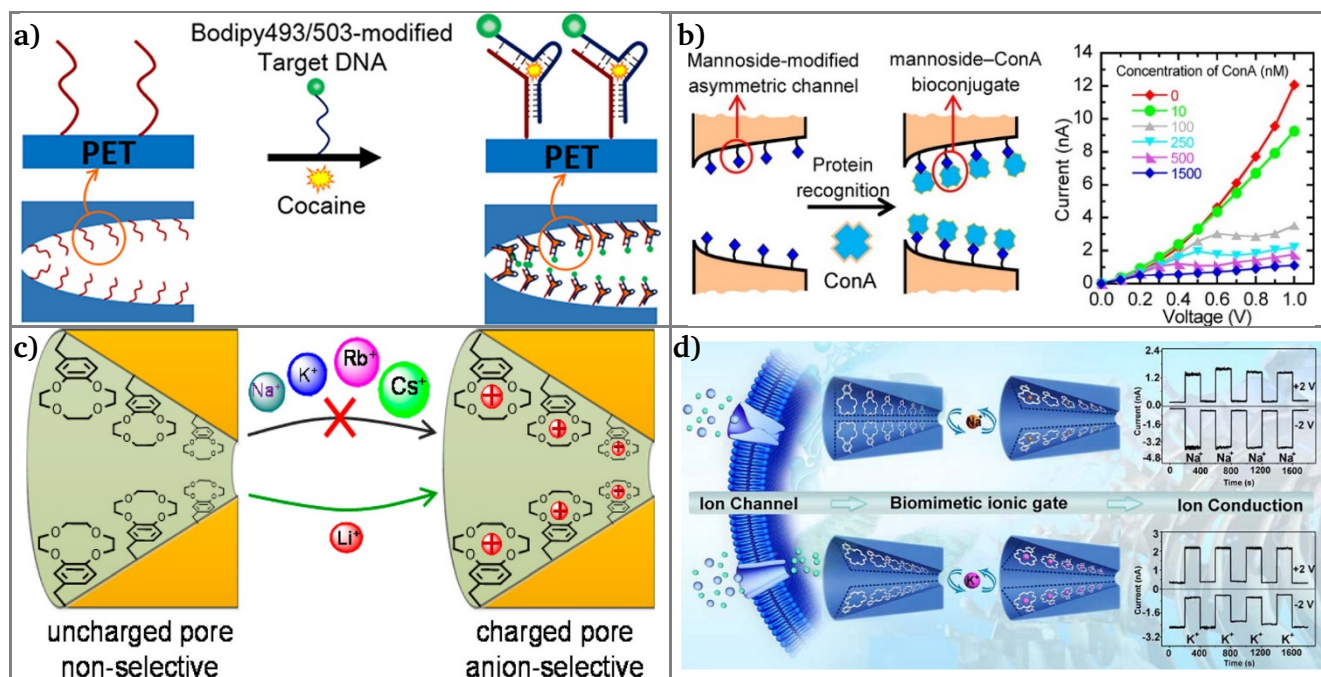 a)
Bodipy493/503-modified
Target DNA
Cocaine
PET
PET
b)
Mannoside-modified
asymmetric channel
mannoside–ConA
bioconjugate
Protein
recognition
ConA
Concentration of ConA (nM)
0
10
100
250
500
1500
Current (nA)
14
12
10
8
6
4
2
0
0.0 0.2 0.4 0.6 0.8 1.0
Voltage (V)
c)
Na+
K+
Rb+
Cs+
Li+
uncharged pore
non-selective
charged pore
anion-selective
d)
Na
Current (nA)
2.4
1.2
0.0
-1.6
-3.2
-4.8
+2 V
-2 V
Na+ Na+ Na+ Na+
0 400 800 1200 1600
Time (s)
Ion Channel
Biomimetic ionic gate
Ion Conduction
K+
Current (nA)
3
2
1
0
-1.6
-3.2
+2 V
-2 V
K+ K+ K+ K+
0 400 800 1200 1600
Time (s)